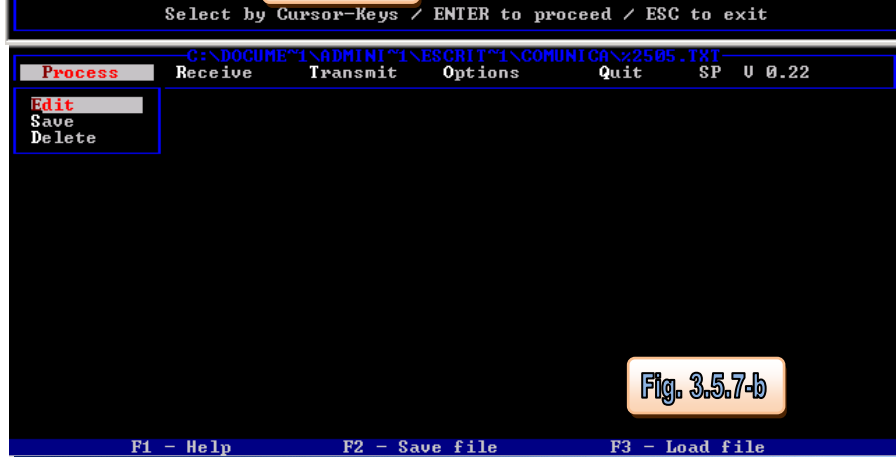 Select by Cursor-Keys / ENTER to proceed / ESC to exit
C:\DOCUME~1\ADMINI~1\ESCRIT~1\COMUNICA\%2505.TXT
Process Receive Transmit Options Quit SP V 0.22
Edit
Save
Delete
Fig. 3.5.7-b
F1 - Help F2 - Save file F3 - Load file